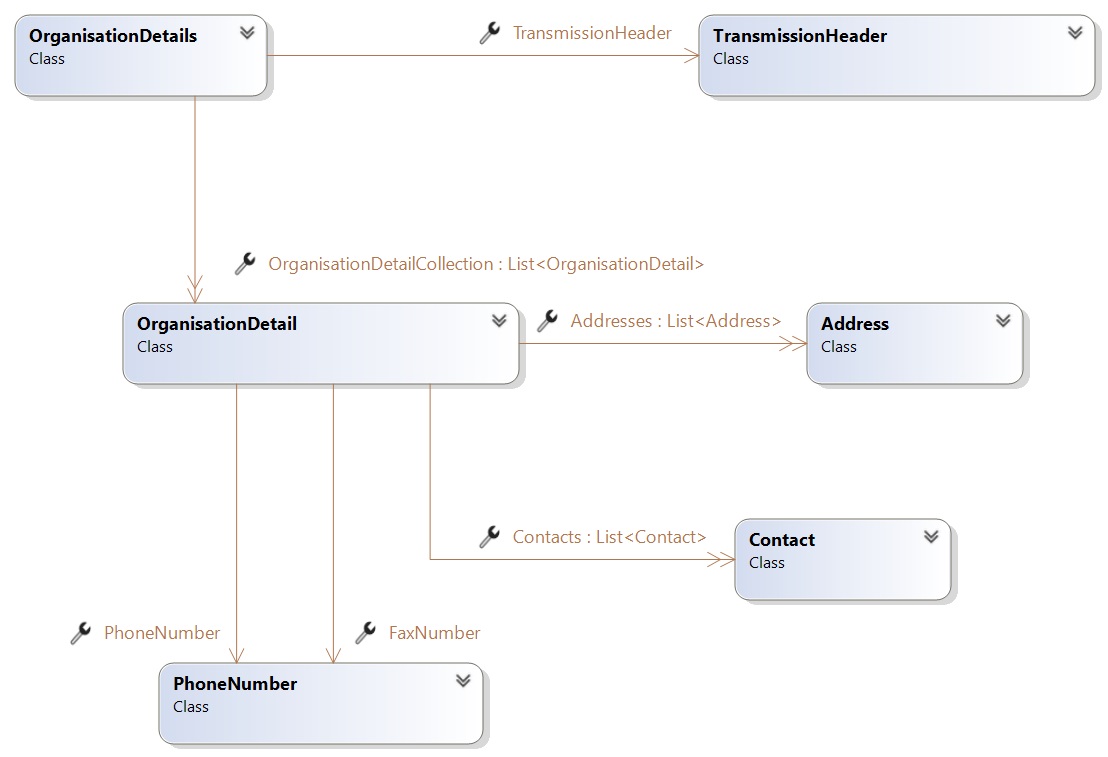 OrganisationDetails
Class
TransmissionHeader
TransmissionHeader
Class
OrganisationDetailCollection : List<OrganisationDetail>
OrganisationDetail
Class
Addresses : List<Address>
Address
Class
Contacts : List<Contact>
Contact
Class
PhoneNumber
FaxNumber
PhoneNumber
Class